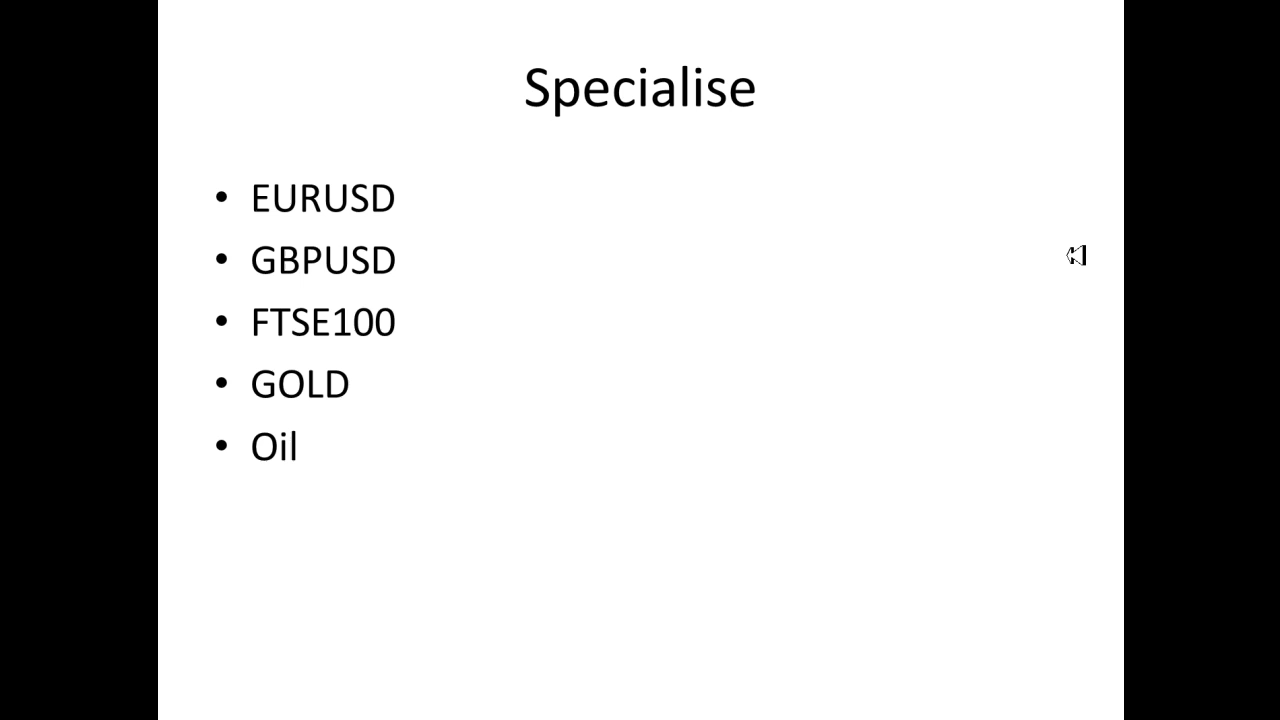 Specialise
• EURUSD
• GBPUSD
• FTSE100
• GOLD
• Oil